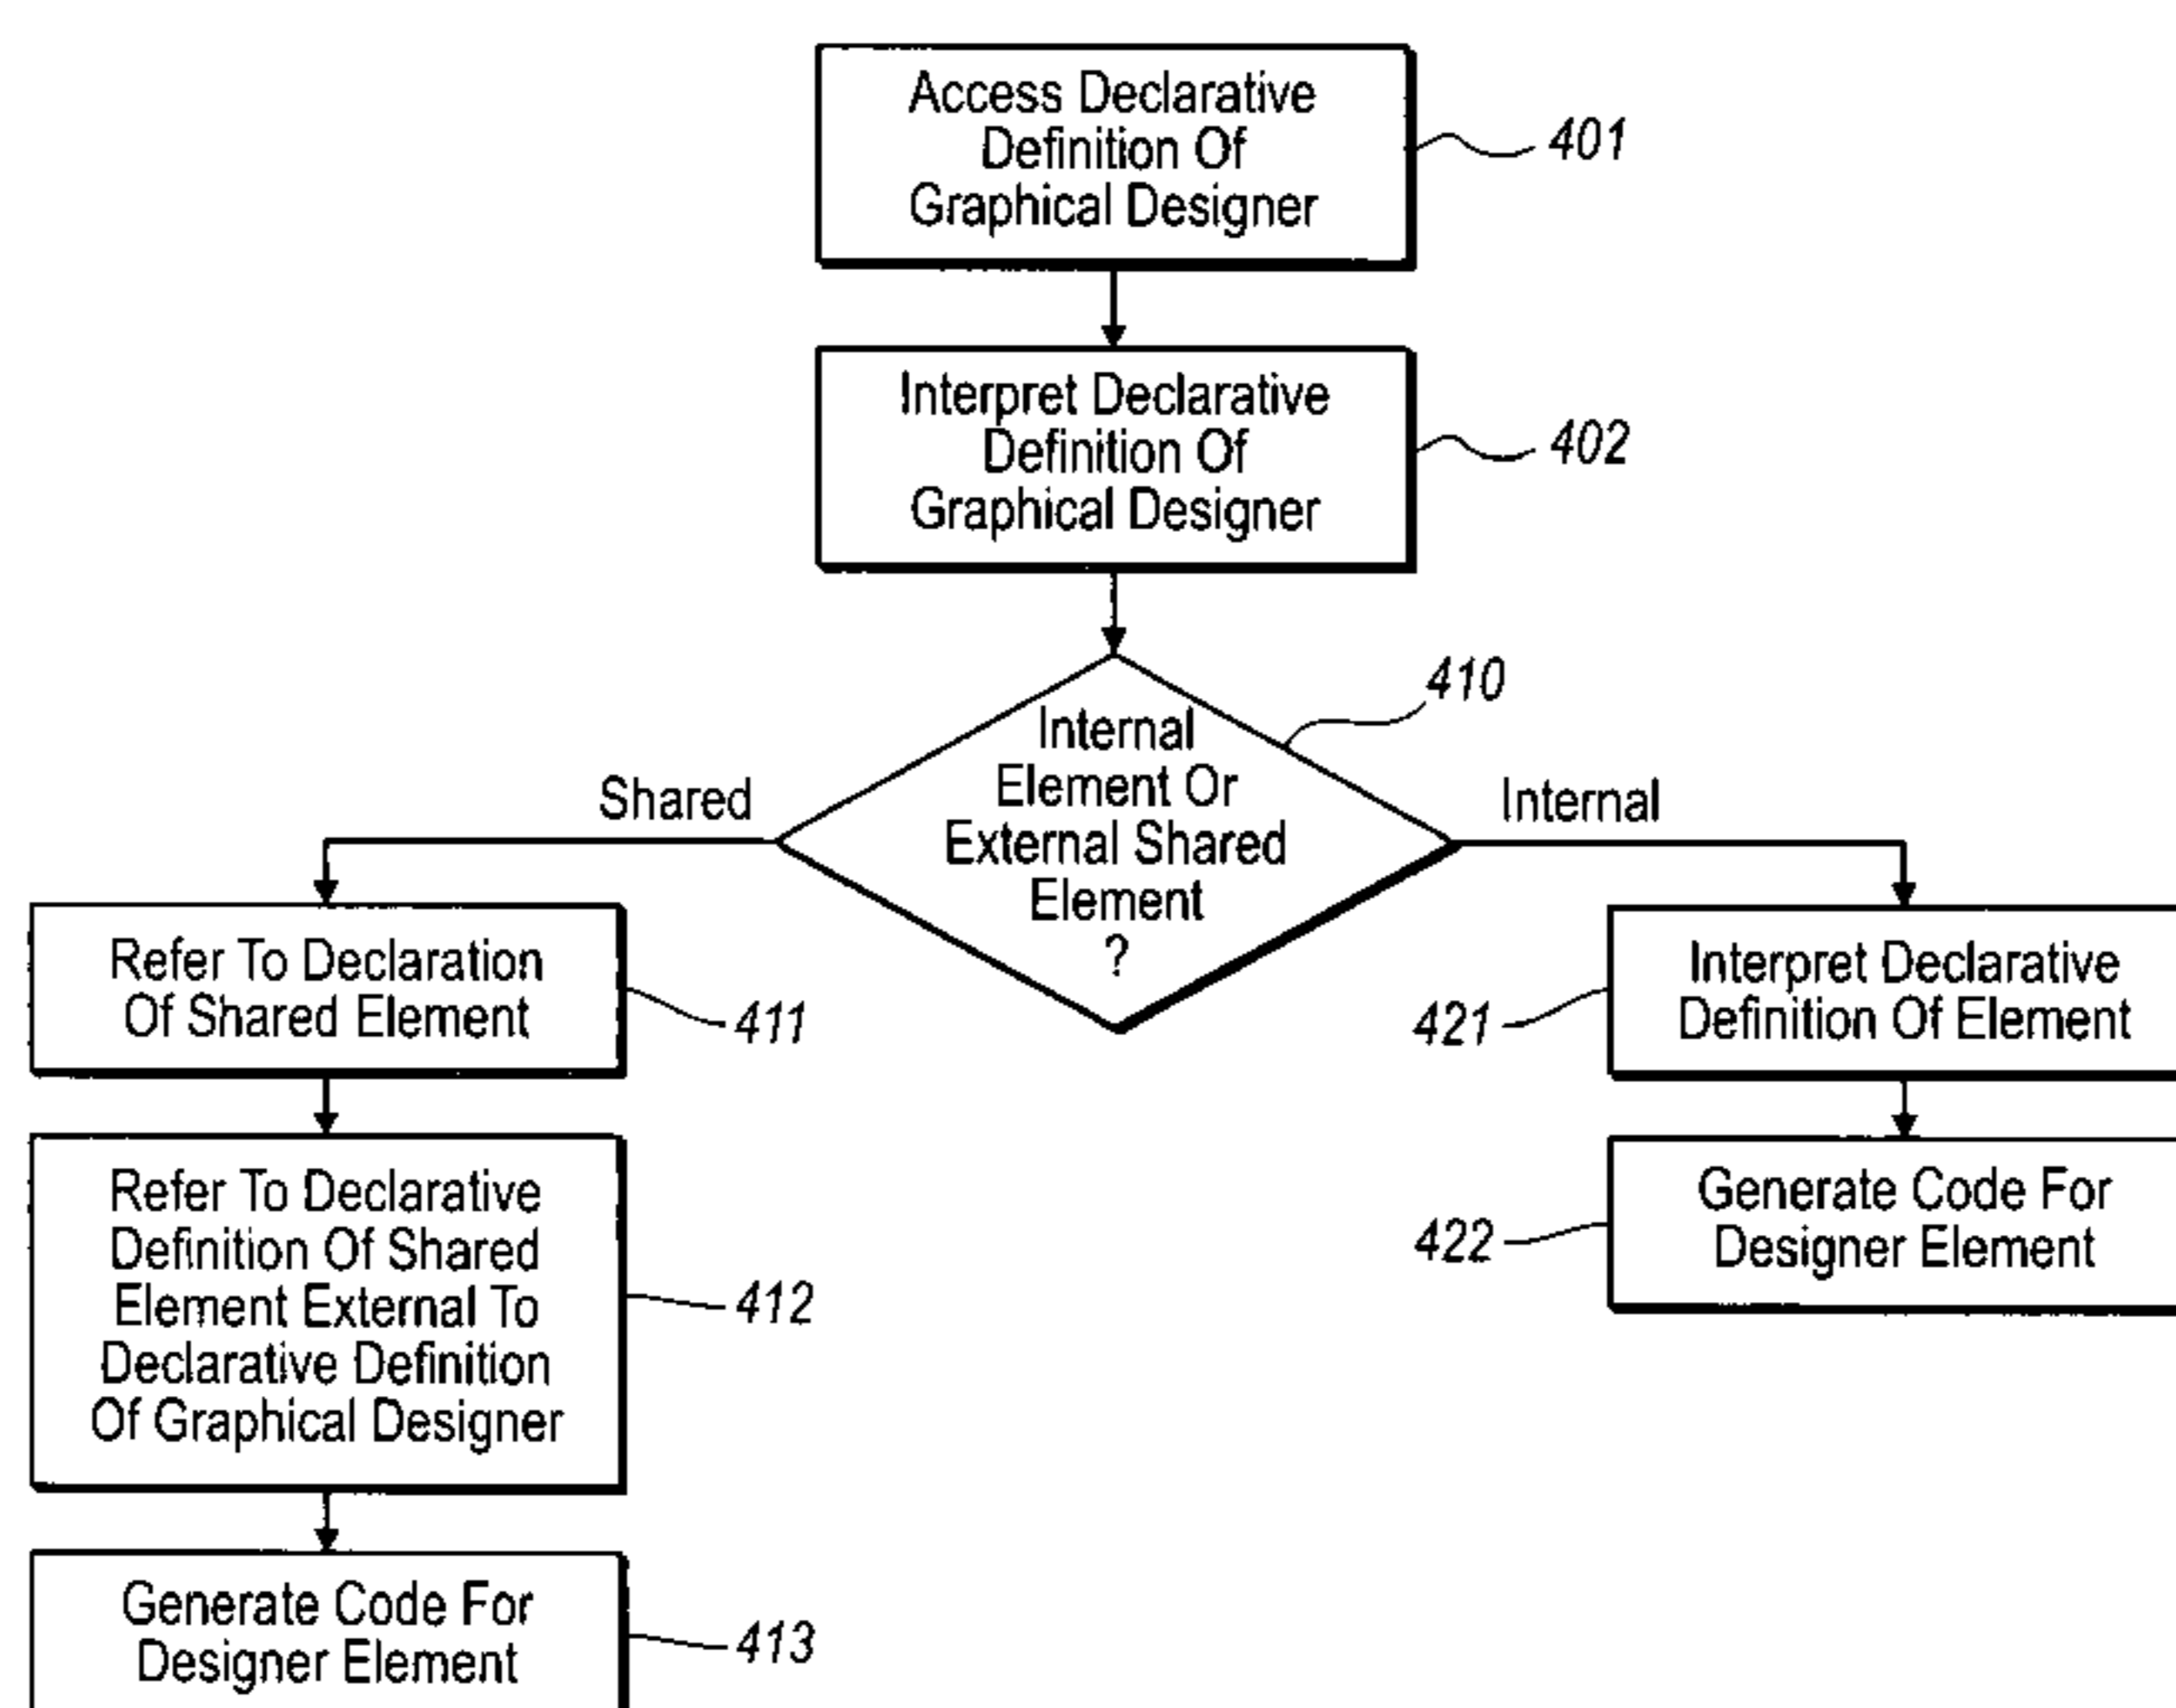 Access Declarative
Definition Of
Graphical Designer
401
Interpret Declarative
Definition Of
Graphical Designer
402
410
Internal
Element Or
External Shared
Element
?
Shared
Internal
Refer To Declaration
Of Shared Element
411
Refer To Declarative
Definition Of Shared
Element External To
Declarative Definition
Of Graphical Designer
412
Generate Code For
Designer Element
413
Interpret Declarative
Definition Of Element
421
Generate Code For
Designer Element
422